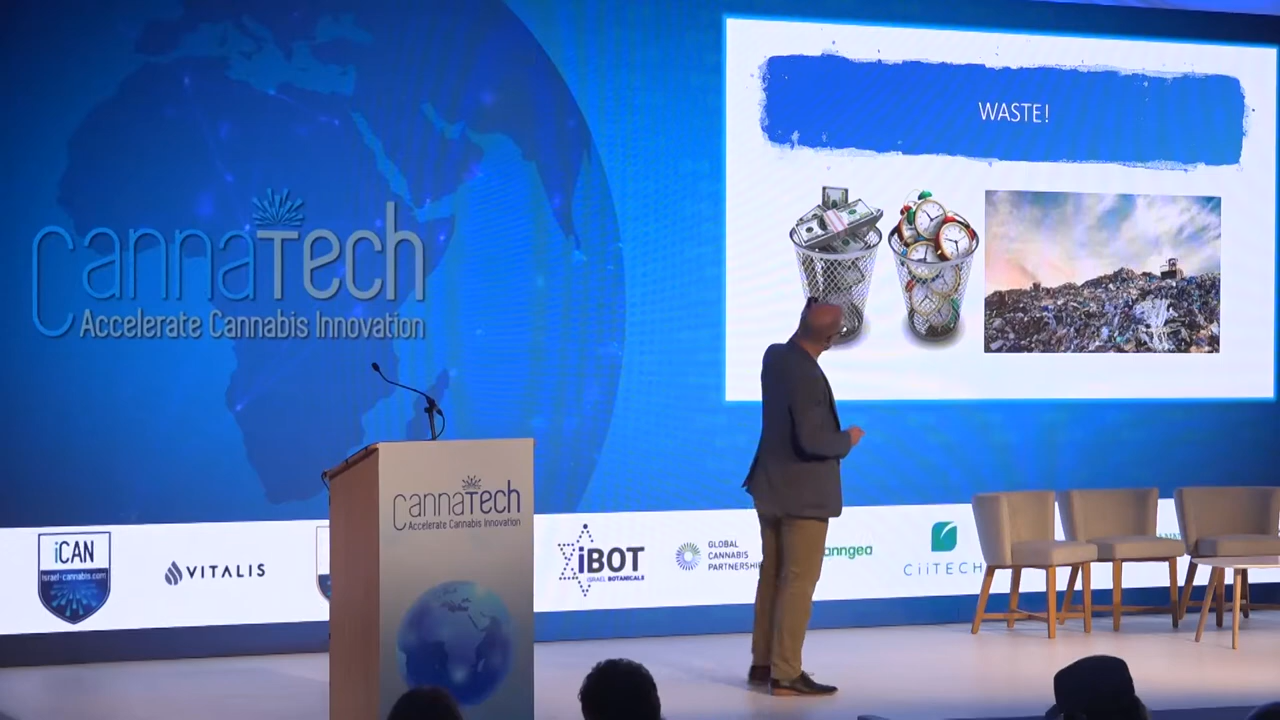 WASTE!
cannaTech
Accelerate Cannabis Innovation
cannaTech
Accelerate Cannabis Innovation
iCAN
israel-cannabis.com
VITALIS
iBOT
ISRAEL BOTANICALS
GLOBAL
CANNABIS
PARTNERSHIP
anngea
CiiTECH